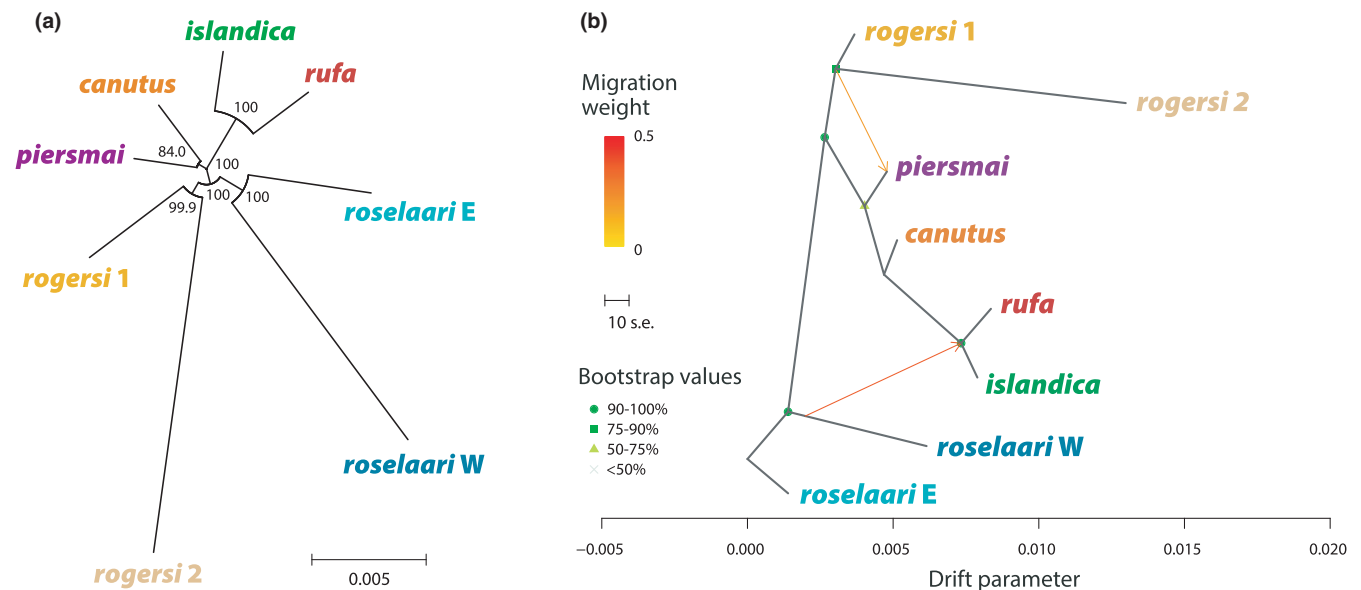 (a)
islandica
canutus
rufa
100
piersmai
84.0
100
100
100
99.9
roselaari E
rogersi 1
roselaari W
rogersi 2
0.005
(b)
rogersi 1
Migration
weight
0.5
0
rogersi 2
piersmai
canutus
10 s.e.
rufa
Bootstrap values
90-100%
75-90%
50-75%
<50%
islandica
roselaari W
roselaari E
−0.005 0.000 0.005 0.010 0.015 0.020
Drift parameter